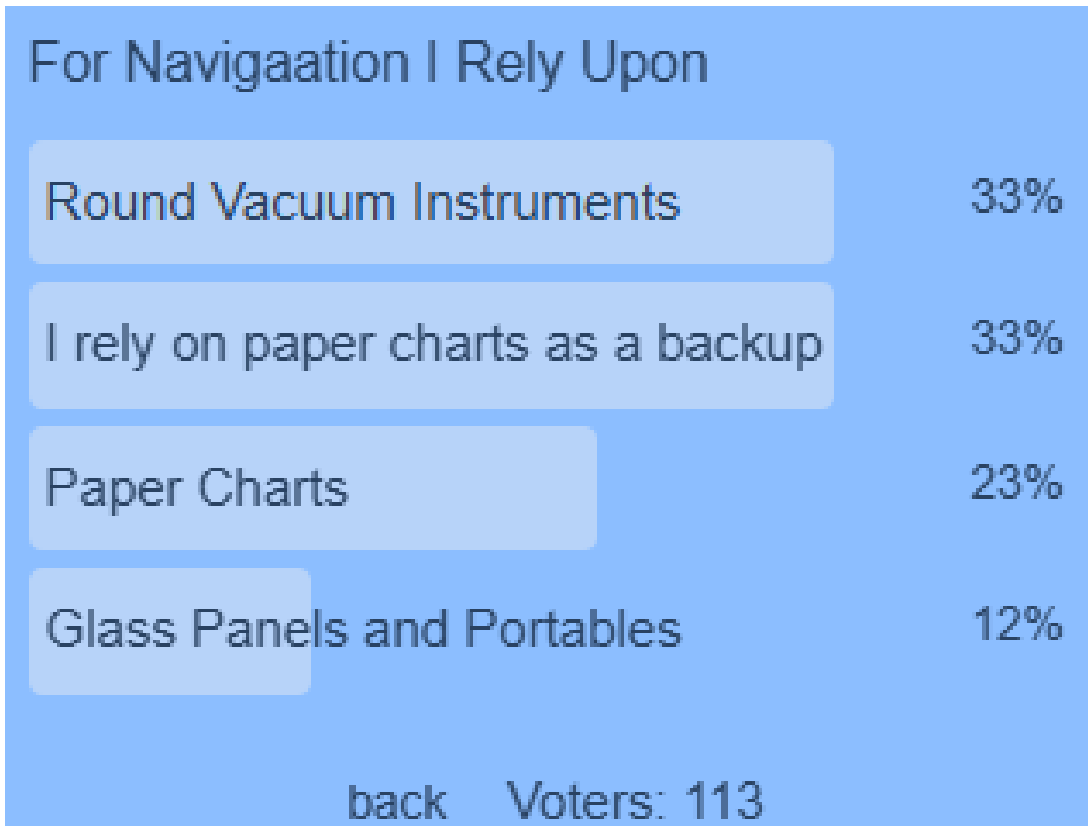 For Navigaation I Rely Upon
Round Vacuum Instruments 33%
I rely on paper charts as a backup 33%
Paper Charts 23%
Glass Panels and Portables 12%
back Voters: 113